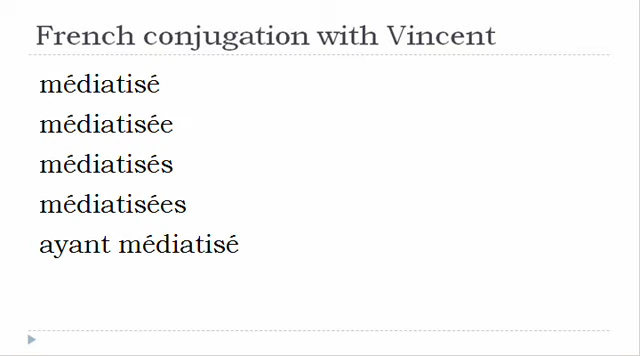 French conjugation with Vincent
médiatisé
médiatisée
médiatisés
médiatisées
ayant médiatisé